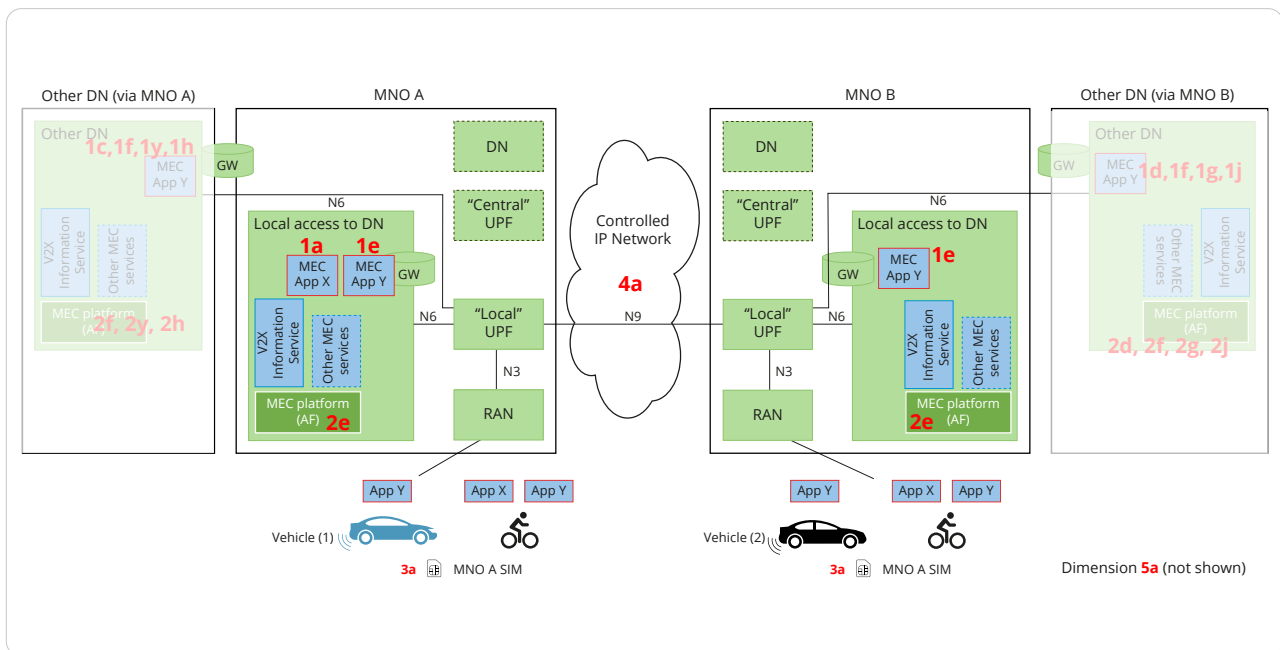 Other DN (via MNO A)
MNO A
MNO B
Other DN (via MNO B)
Other DN
1c,1f,1y,1h
MEC
App Y
GW
V2X
Information
Service
Other MEC
services
MEC platform
(AF)
2f, 2y, 2h
N6
Local access to DN
1a
1e
MEC
App X
MEC
App Y
GW
V2X
Information
Service
Other MEC
services
MEC platform
(AF)
2e
N6
DN
“Central”
UPF
“Local”
UPF
N3
RAN
Controlled
IP Network
4a
N9
DN
“Central”
UPF
“Local”
UPF
N3
RAN
N6
N6
Local access to DN
GW
MEC
App Y
1e
V2X
Information
Service
Other MEC
services
MEC platform
(AF)
2e
GW
Other DN
MEC
App Y
1d,1f,1g,1j
Other MEC
services
V2X
Information
Service
MEC platform
(AF)
2d, 2f, 2g, 2j
App Y
App X
App Y
Vehicle (1)
3a
MNO A SIM
App Y
App X
App Y
Vehicle (2)
3a
MNO A SIM
Dimension 5a (not shown)